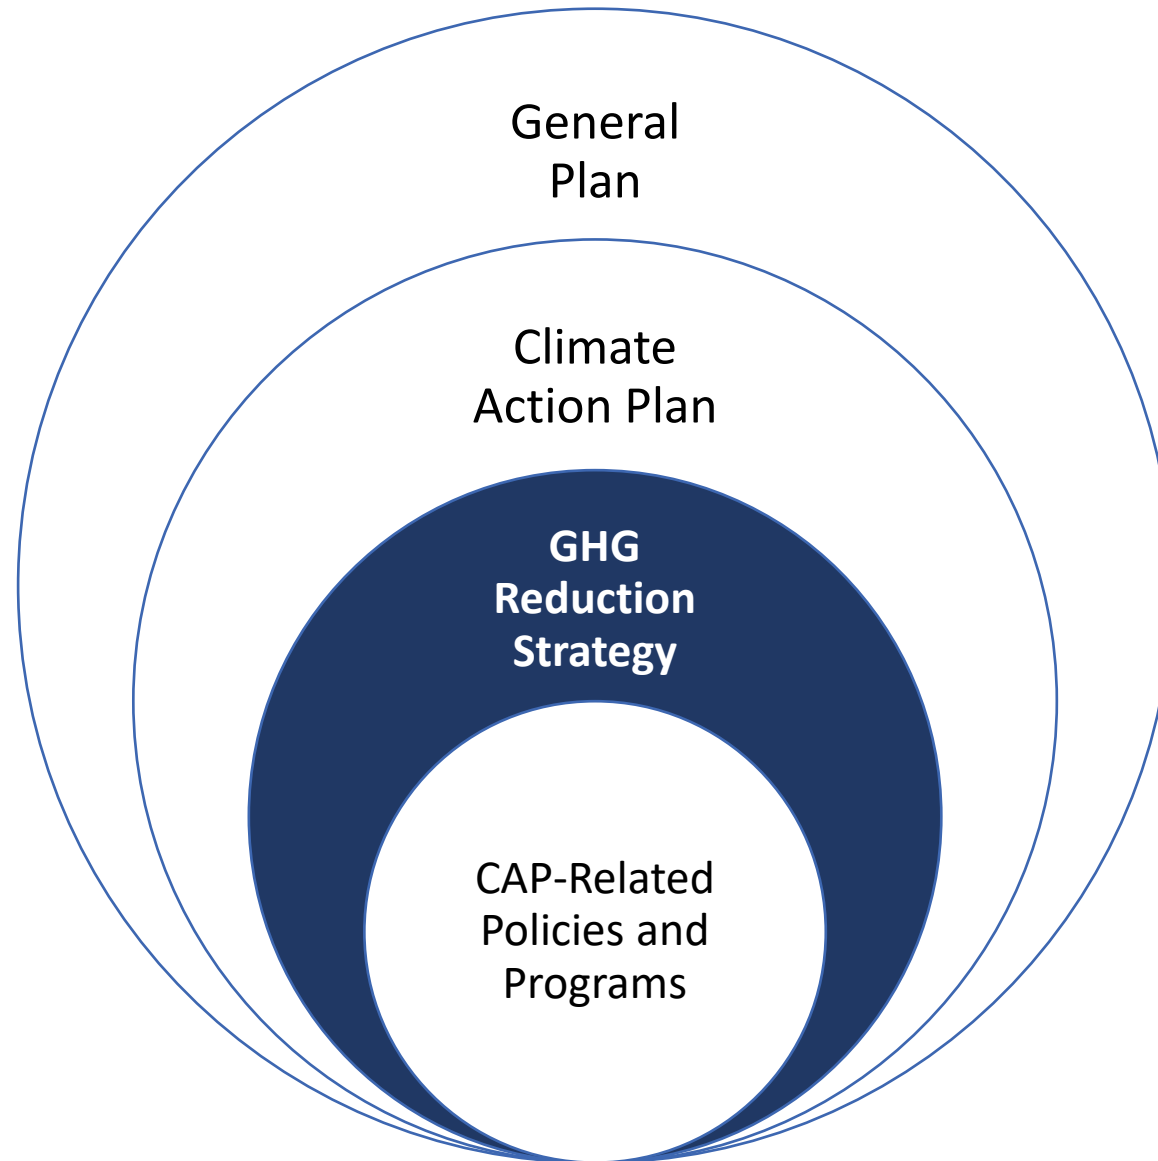 General
Plan
Climate
Action Plan
GHG
Reduction
Strategy
CAP-Related
Policies and
Programs